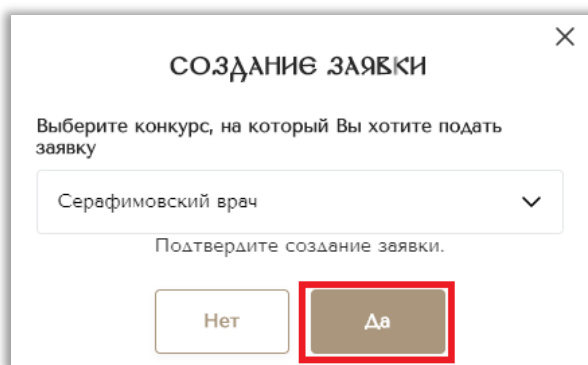 СОЗДАНИЕ ЗАЯВКИ
Выберите конкурс, на который Вы хотите подать
заявку
Серафимовский врач
Подтвердите создание заявки.
Нет
Да